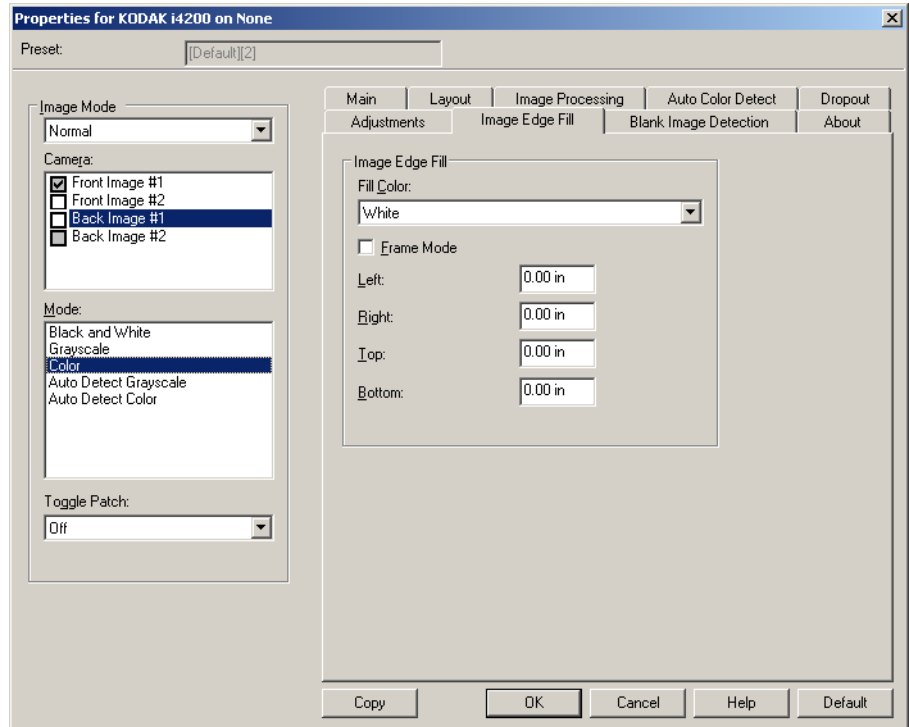 Properties for KODAK i4200 on None
Preset: [Default][2]
Image Mode
Normal
Camera:
Front Image #1
Front Image #2
Back Image #1
Back Image #2
Mode:
Black and White
Grayscale
Color
Auto Detect Grayscale
Auto Detect Color
Toggle Patch:
Off
Main Layout Image Processing Auto Color Detect Dropout
Adjustments Image Edge Fill Blank Image Detection About
Image Edge Fill
Fill Color:
White
Frame Mode
Left: 0.00 in
Right: 0.00 in
Top: 0.00 in
Bottom: 0.00 in
Copy OK Cancel Help Default